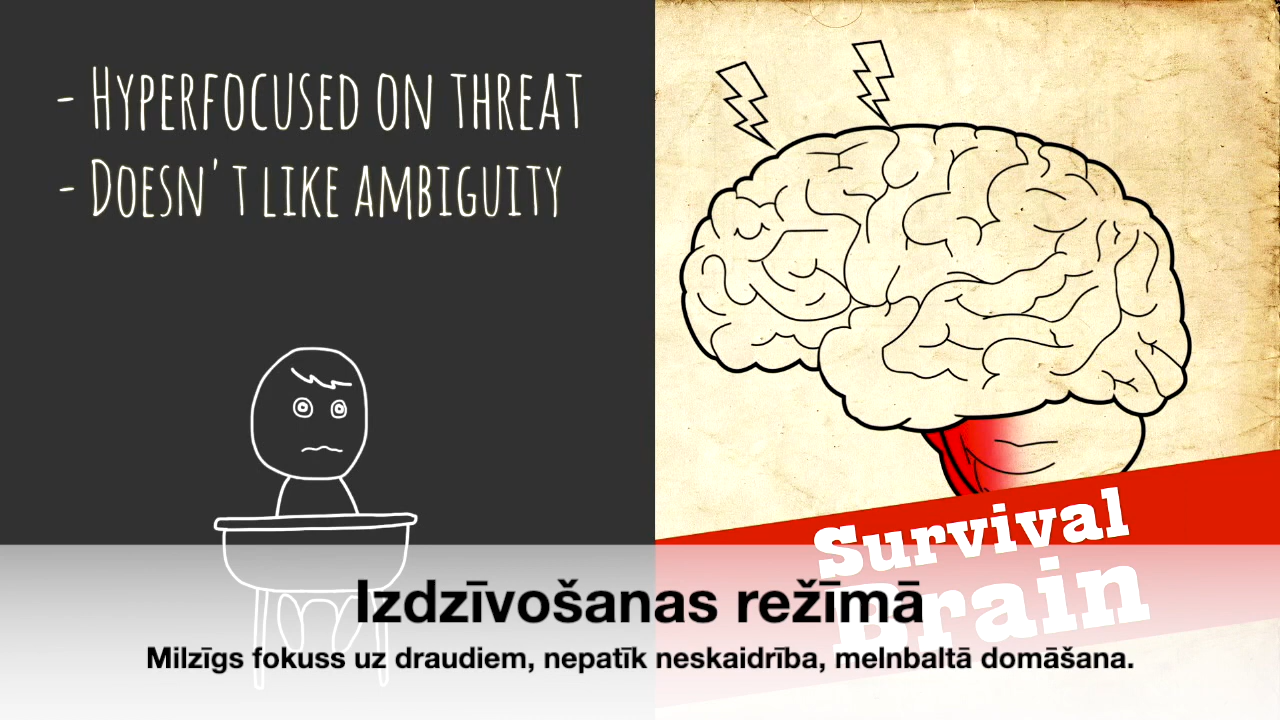 - Hyperfocused on threat
- Doesn't like ambiguity
Survival
Brain
Izdzīvošanas režīmā
Milzīgs fokuss uz draudiem, nepatīk neskaidrība, melnbaltā domāšana.